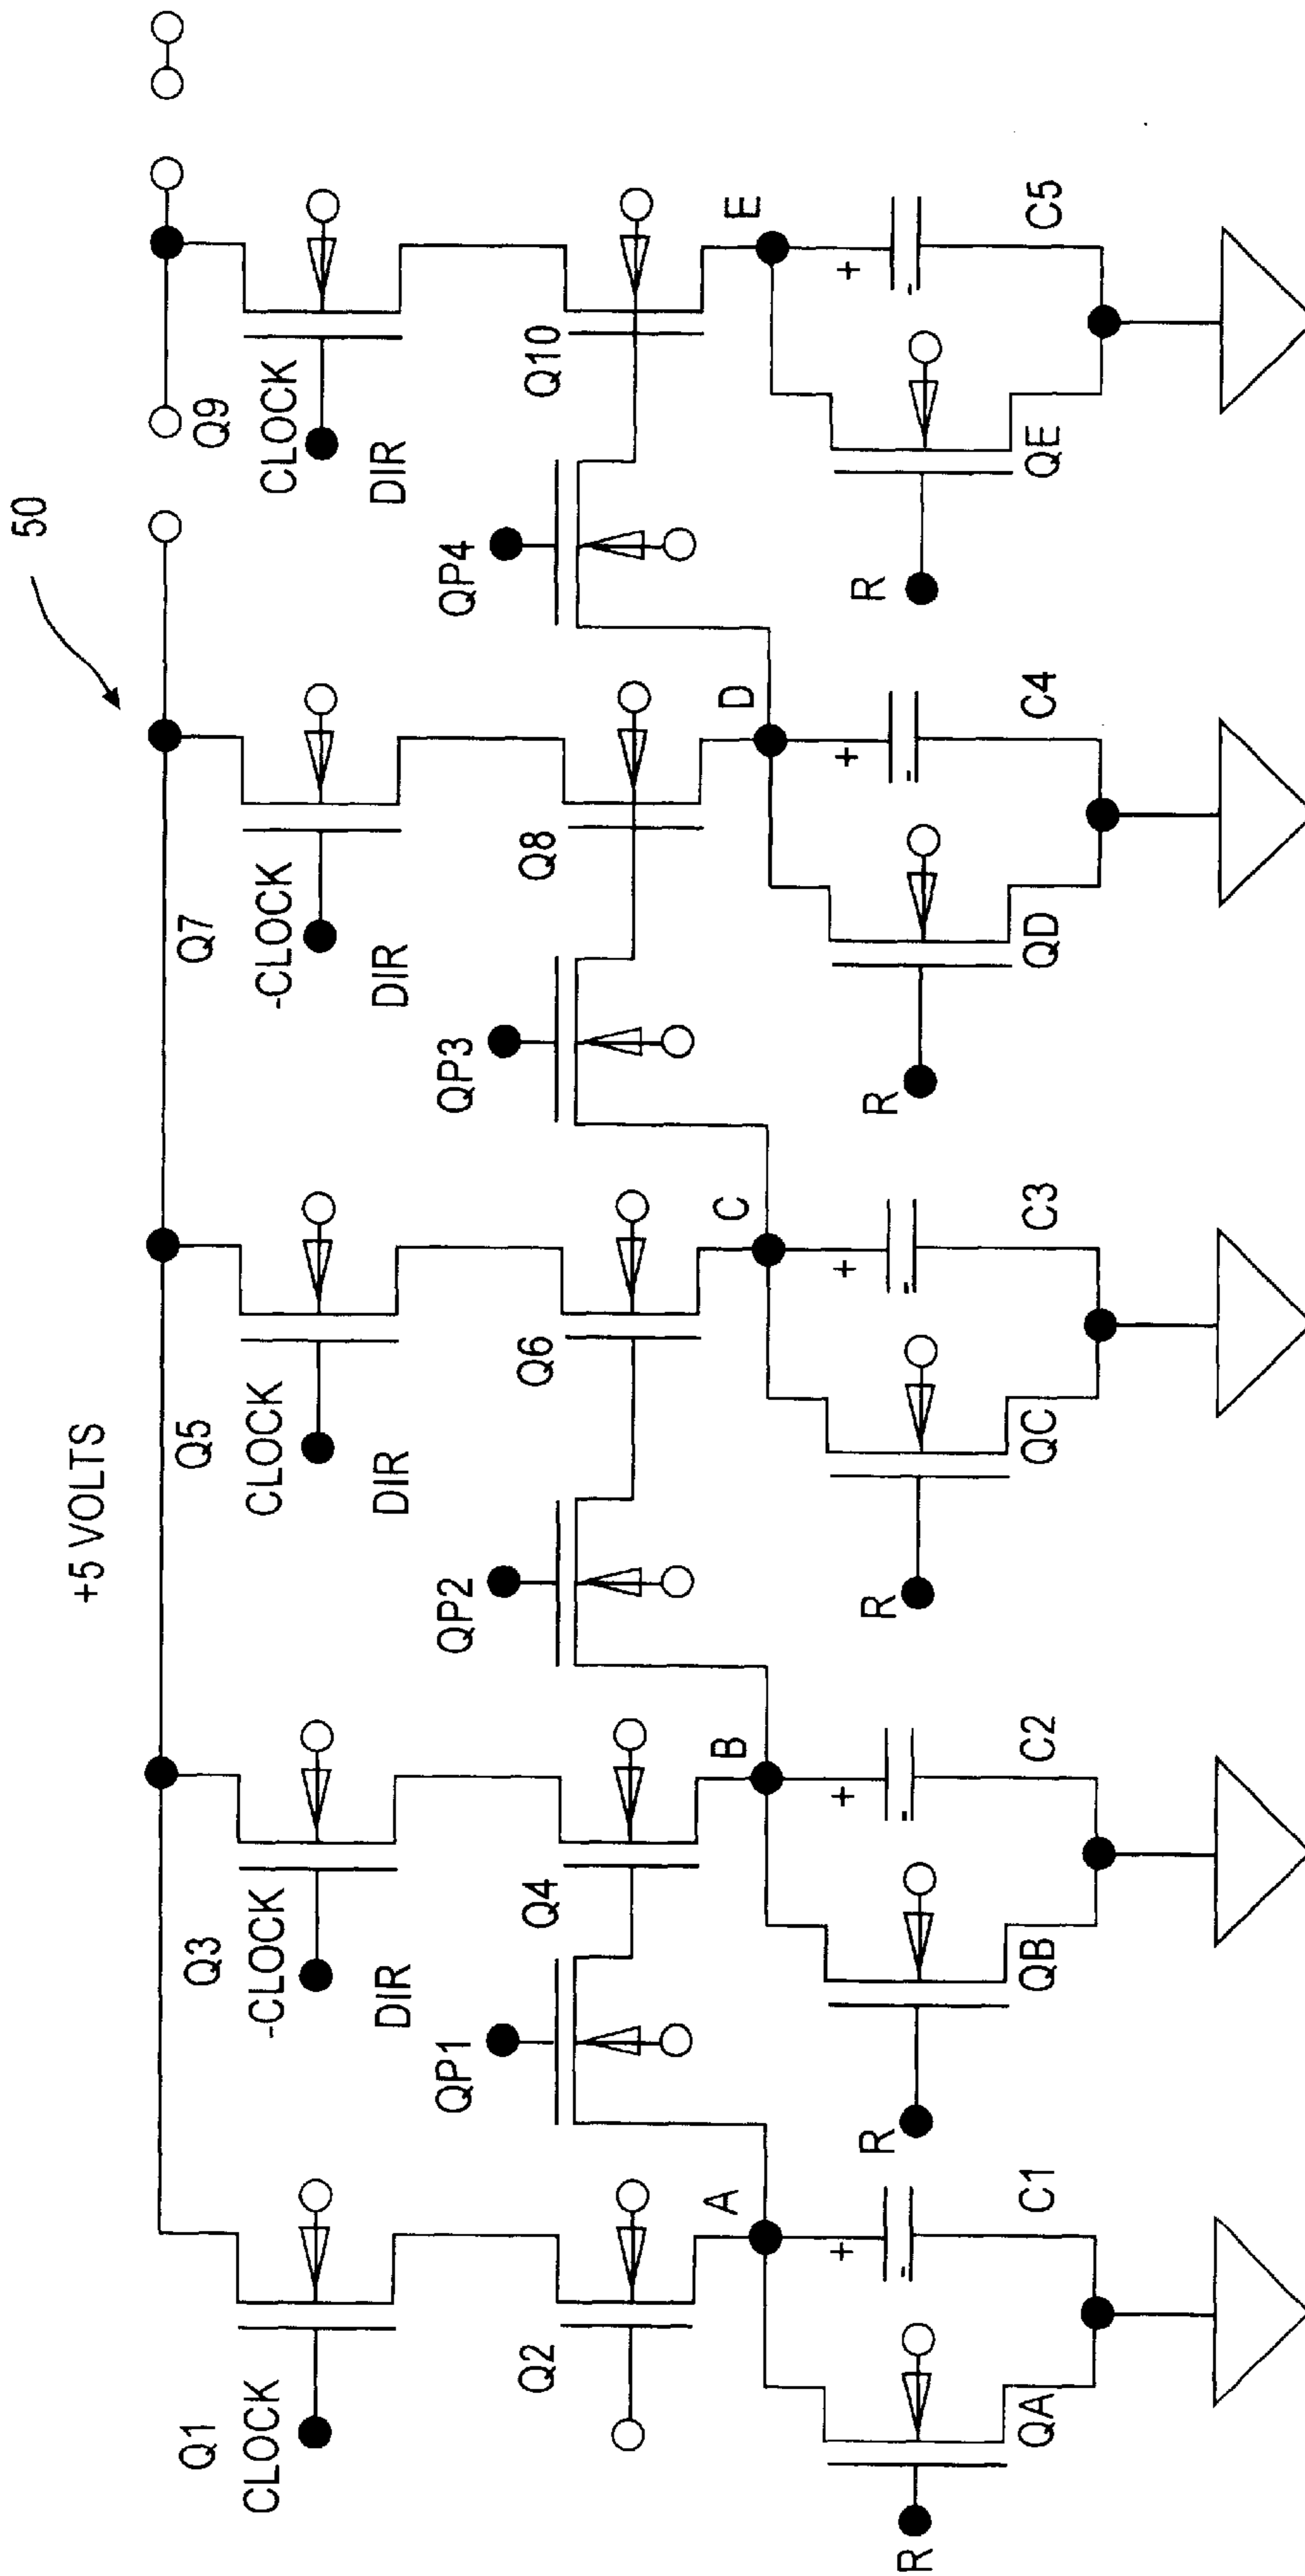 50
+5 VOLTS
Q1
Q3
Q5
Q7
Q9
CLOCK
-CLOCK
CLOCK
-CLOCK
CLOCK
DIR
DIR
DIR
DIR
QP1
QP2
QP3
QP4
Q2
Q4
Q6
Q8
Q10
A
B
C
D
E
+
+
+
+
+
-
-
-
-
-
R
R
R
R
R
QA
C1
QB
C2
QC
C3
QD
C4
QE
C5